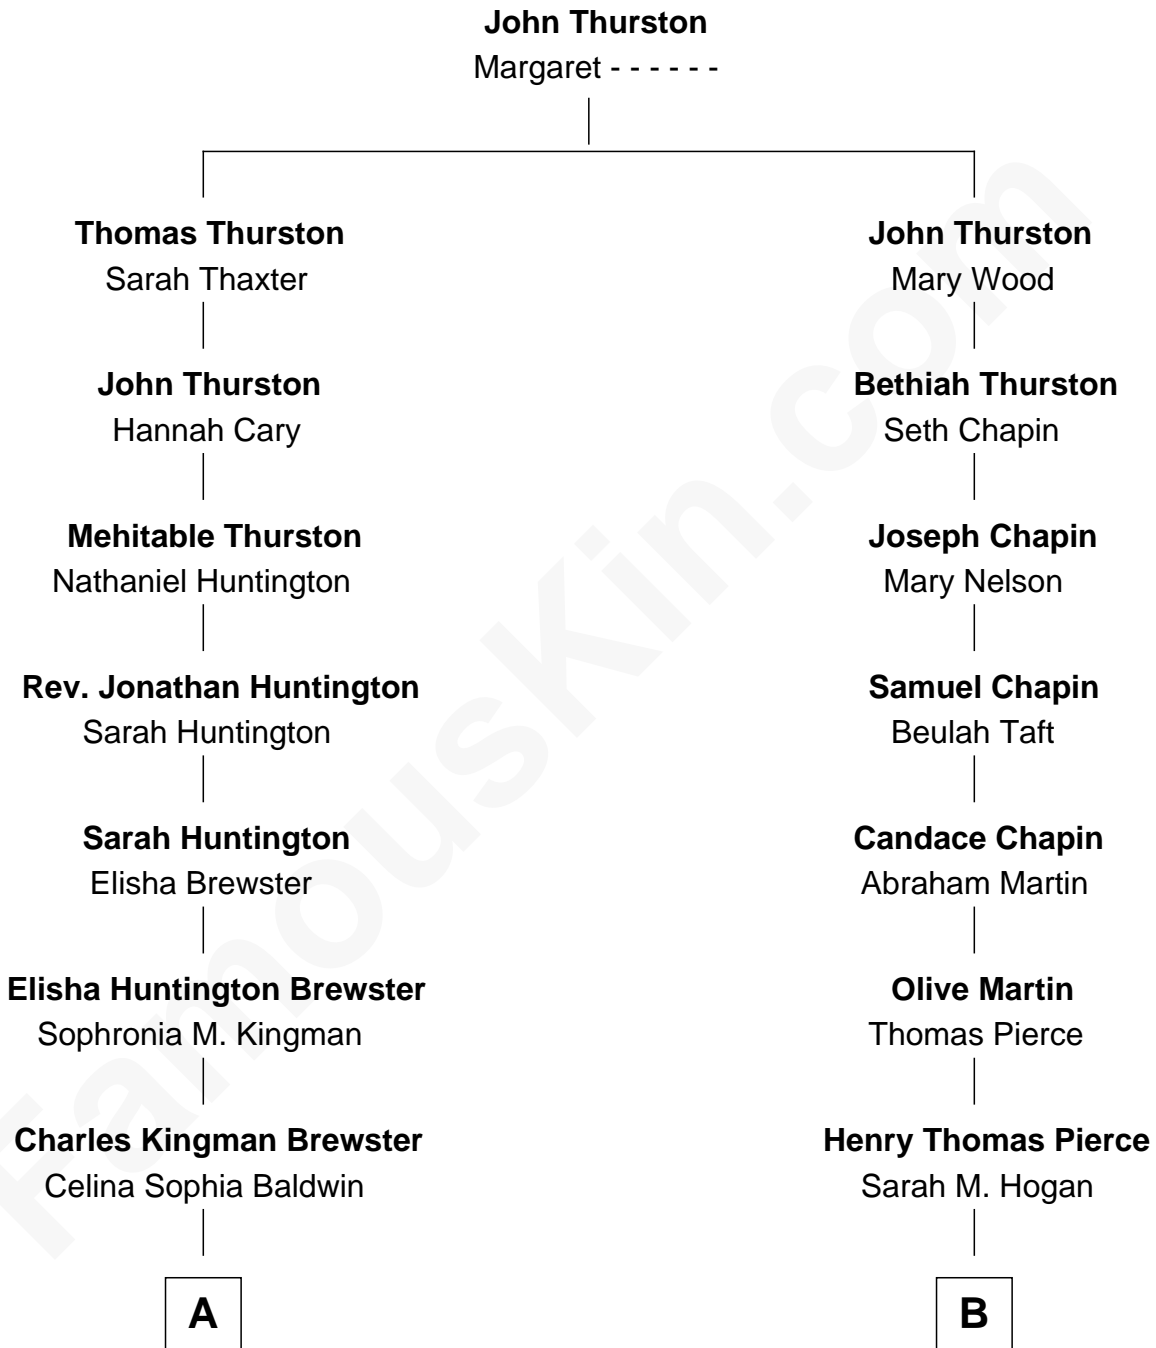 John Thurston
Margaret - - - - - -
Thomas Thurston
Sarah Thaxter
John Thurston
Mary Wood
John Thurston
Hannah Cary
Bethiah Thurston
Seth Chapin
Mehitable Thurston
Nathaniel Huntington
Joseph Chapin
Mary Nelson
Rev. Jonathan Huntington
Sarah Huntington
Samuel Chapin
Beulah Taft
Sarah Huntington
Elisha Brewster
Candace Chapin
Abraham Martin
Elisha Huntington Brewster
Sophronia M. Kingman
Olive Martin
Thomas Pierce
Charles Kingman Brewster
Celina Sophia Baldwin
Henry Thomas Pierce
Sarah M. Hogan
A
B
FamousKin.com